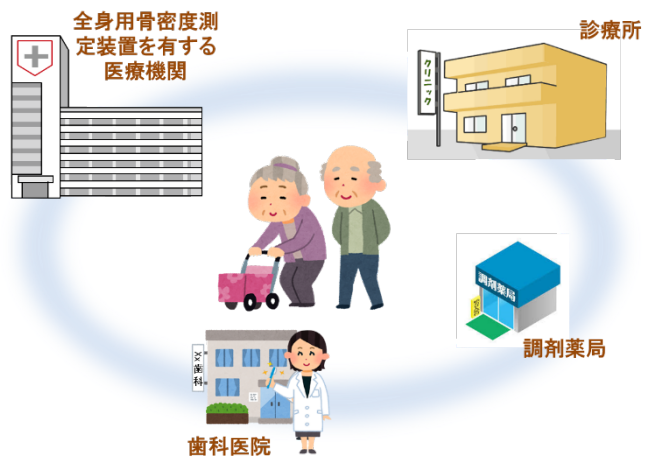 全身用骨密度測
定装置を有する
医療機関
診療所
クリニック
調剤薬局
調剤薬局
××歯科
歯科医院